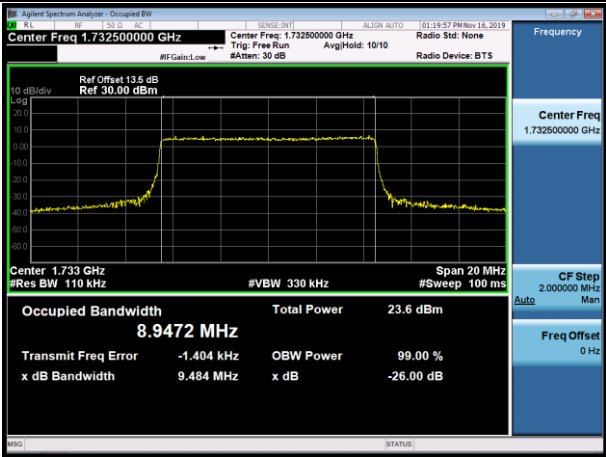 Agilent Spectrum Analyzer - Occupied BW
RL RF 50 Ω AC SENSE:INT ALIGN AUTO 01:19:57 PM Nov 16, 2019
Center Freq 1.732500000 GHz Center Freq: 1.732500000 GHz Radio Std: None
Trig: Free Run Avg|Hold: 10/10
#IFGain:Low #Atten: 30 dB Radio Device: BTS
Ref Offset 13.5 dB
10 dB/div Ref 30.00 dBm
Log
20.0
10.0
0.00
-10.0
-20.0
-30.0
-40.0
-50.0
-60.0
Center 1.733 GHz Span 20 MHz
#Res BW 110 kHz #VBW 330 kHz #Sweep 100 ms
Occupied Bandwidth Total Power 23.6 dBm
8.9472 MHz
Transmit Freq Error -1.404 kHz OBW Power 99.00 %
x dB Bandwidth 9.484 MHz x dB -26.00 dB
MSG STATUS
Frequency
Center Freq
1.732500000 GHz
CF Step
2.000000 MHz
Auto Man
Freq Offset
0 Hz